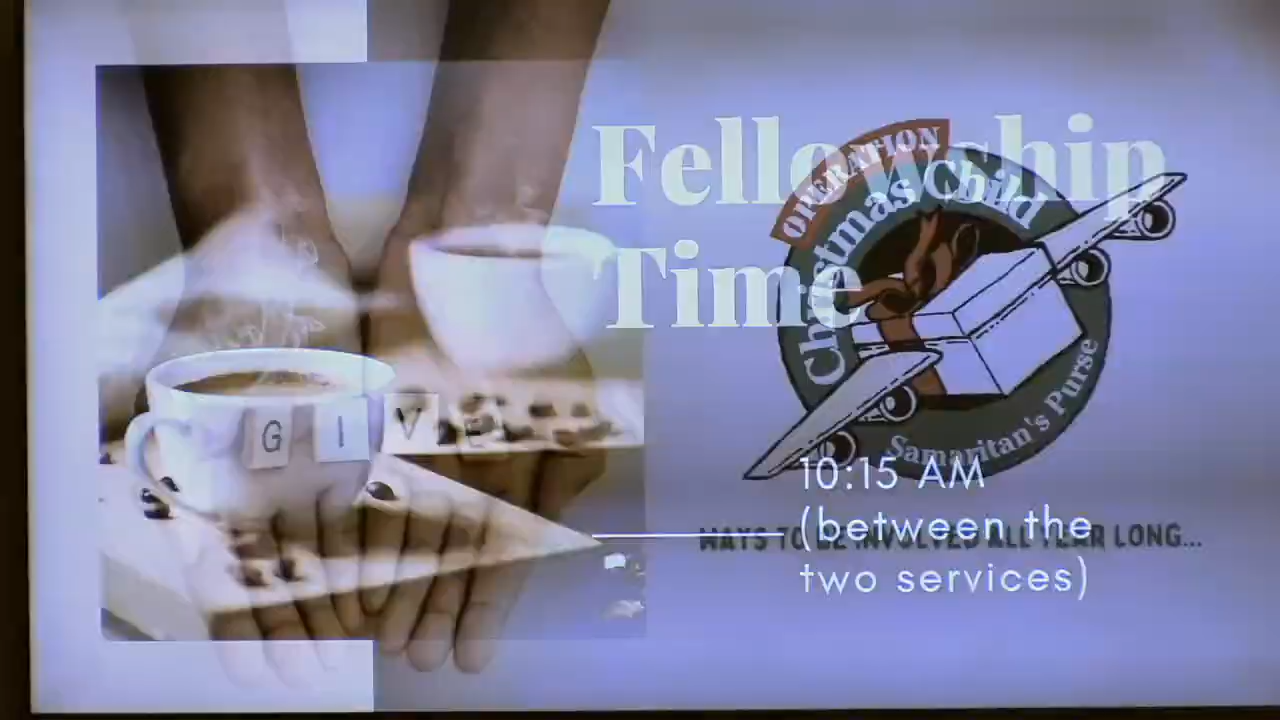 Fellowship
Time
OPERATION
Christmas Child
Samaritan's Purse
G I V E
10:15 AM
(between the
two services)
WAYS TO BE INVOLVED ALL YEAR LONG...